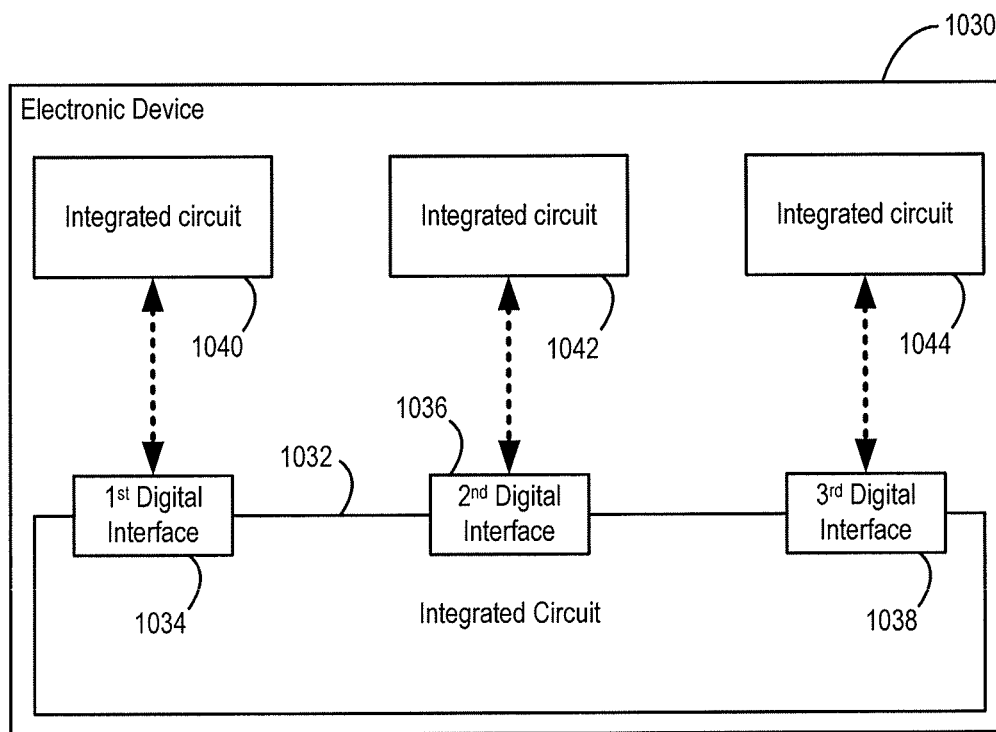 1030
Electronic Device
Integrated circuit
Integrated circuit
Integrated circuit
1040
1042
1044
1036
1032
1st Digital
Interface
2nd Digital
Interface
3rd Digital
Interface
1034
Integrated Circuit
1038